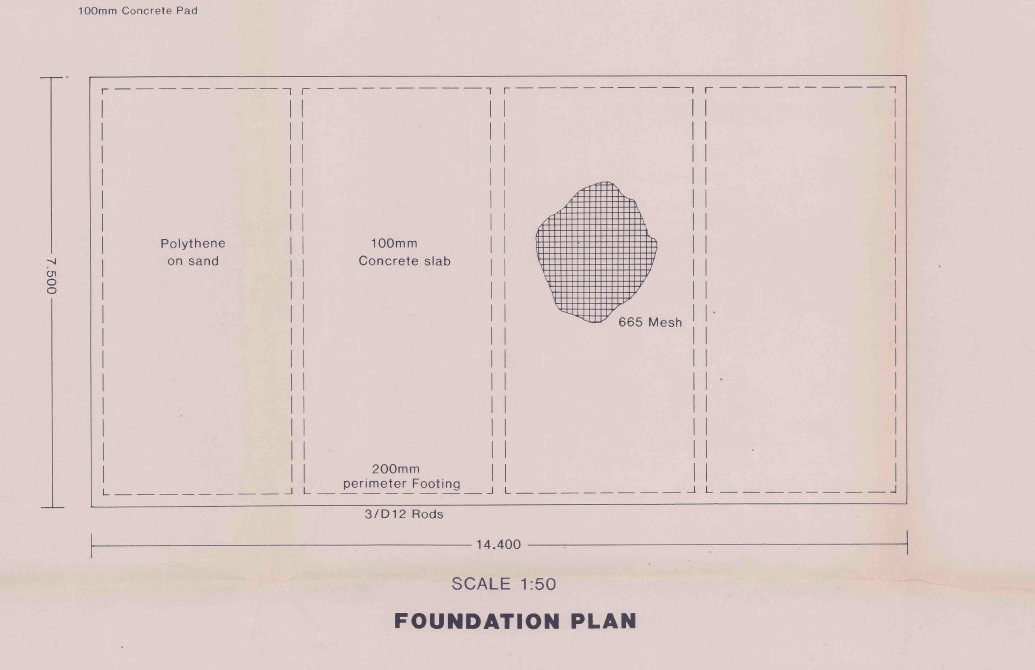 100mm Concrete Pad
Polythene
on sand
100mm
Concrete slab
665 Mesh
7.500
200mm
perimeter Footing
3/D12 Rods
14.400
SCALE 1:50
FOUNDATION PLAN